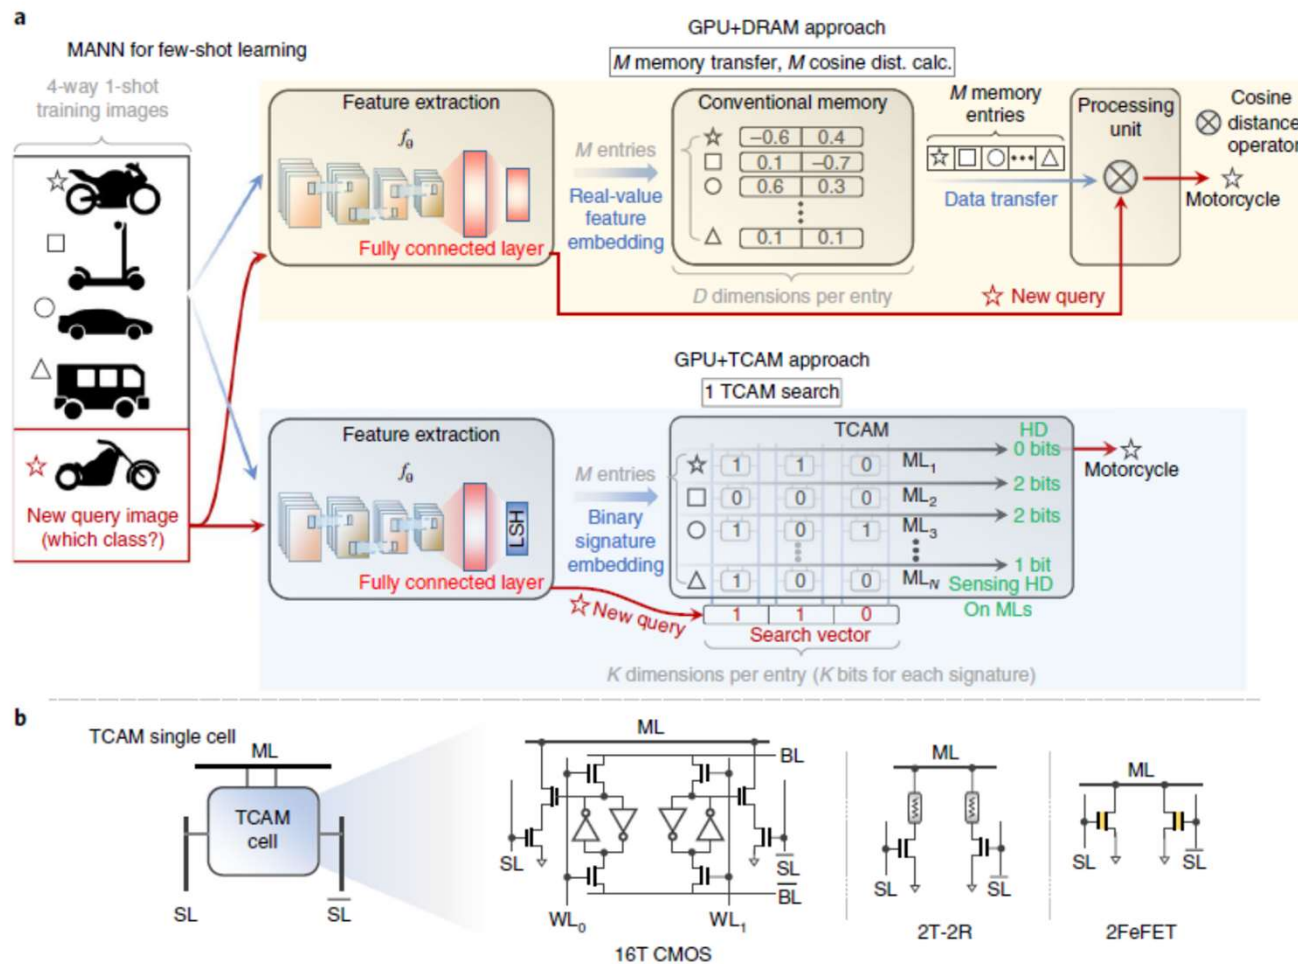 a
MANN for few-shot learning
4-way 1-shot
training images
New query image
(which class?)
GPU+DRAM approach
M memory transfer, M cosine dist. calc.
Feature extraction
fθ
Fully connected layer
M entries
Real-value
feature
embedding
Conventional memory
−0.6 0.4
0.1 −0.7
0.6 0.3
0.1 0.1
D dimensions per entry
M memory
entries
Data transfer
New query
Processing
unit
Cosine
distance
operator
Motorcycle
GPU+TCAM approach
1 TCAM search
Feature extraction
fθ
LSH
Fully connected layer
M entries
Binary
signature
embedding
New query
TCAM
HD
0 bits
1 1 0 ML1
2 bits
0 0 0 ML2
2 bits
1 0 1 ML3
1 bit
1 0 0 MLN
Sensing HD
On MLs
1 1 0
Search vector
K dimensions per entry (K bits for each signature)
Motorcycle
b
TCAM single cell
ML
TCAM
cell
SL
S̅L̅
ML
BL
SL
S̅L̅
B̅L̅
WL0
WL1
16T CMOS
ML
SL
S̅L̅
2T-2R
ML
SL
S̅L̅
2FeFET